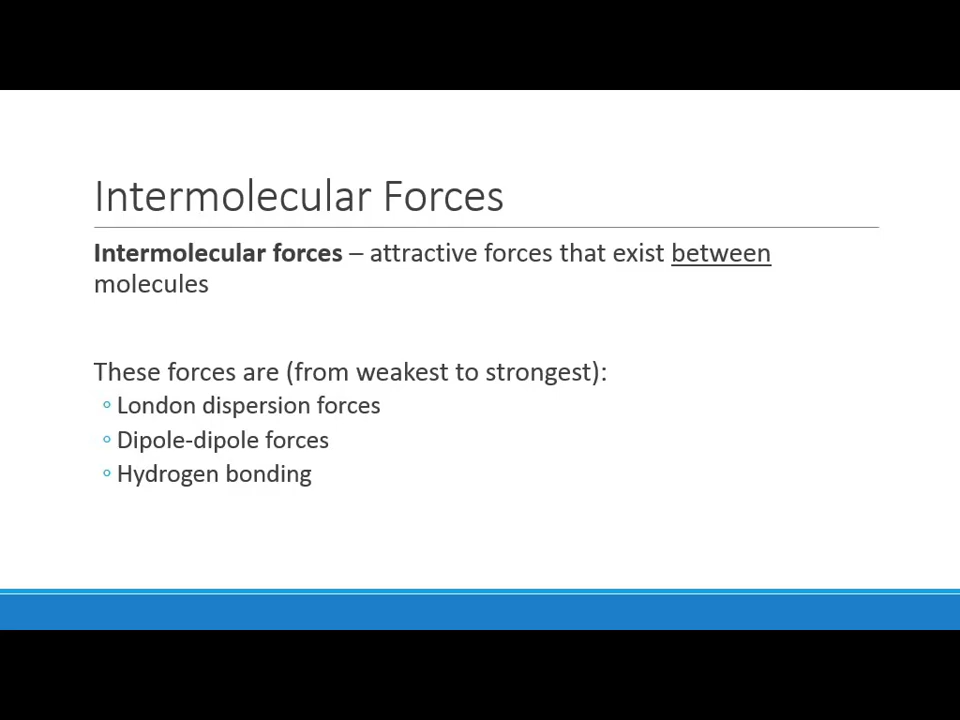 Intermolecular Forces
Intermolecular forces – attractive forces that exist between
molecules
These forces are (from weakest to strongest):
◦ London dispersion forces
◦ Dipole-dipole forces
◦ Hydrogen bonding